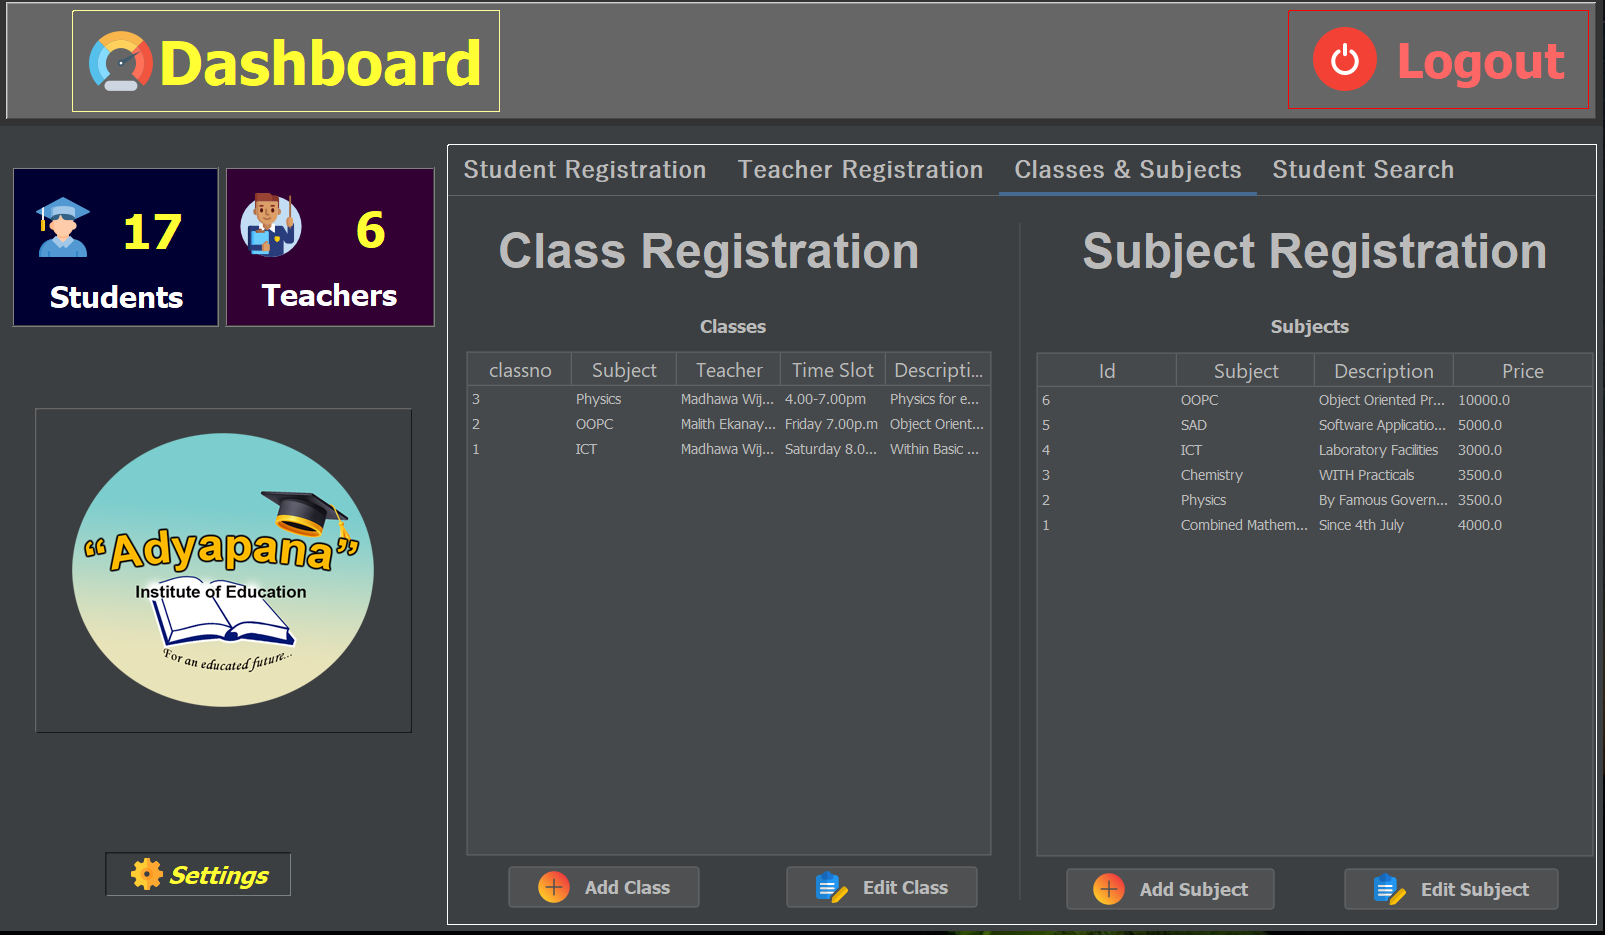 Dashboard
Logout
17
Students
6
Teachers
“Adyapana”
Institute of Education
For an educated future...
Settings
Student Registration Teacher Registration Classes & Subjects Student Search
Class Registration
Classes
classno Subject Teacher Time Slot Descripti...
3 Physics Madhawa Wij... 4.00-7.00pm Physics for e...
2 OOPC Malith Ekanay... Friday 7.00p.m Object Orient...
1 ICT Madhawa Wij... Saturday 8.0... Within Basic ...
Add Class Edit Class
Subject Registration
Subjects
Id Subject Description Price
6 OOPC Object Oriented Pr... 10000.0
5 SAD Software Applicatio... 5000.0
4 ICT Laboratory Facilities 3000.0
3 Chemistry WITH Practicals 3500.0
2 Physics By Famous Govern... 3500.0
1 Combined Mathem... Since 4th July 4000.0
Add Subject Edit Subject